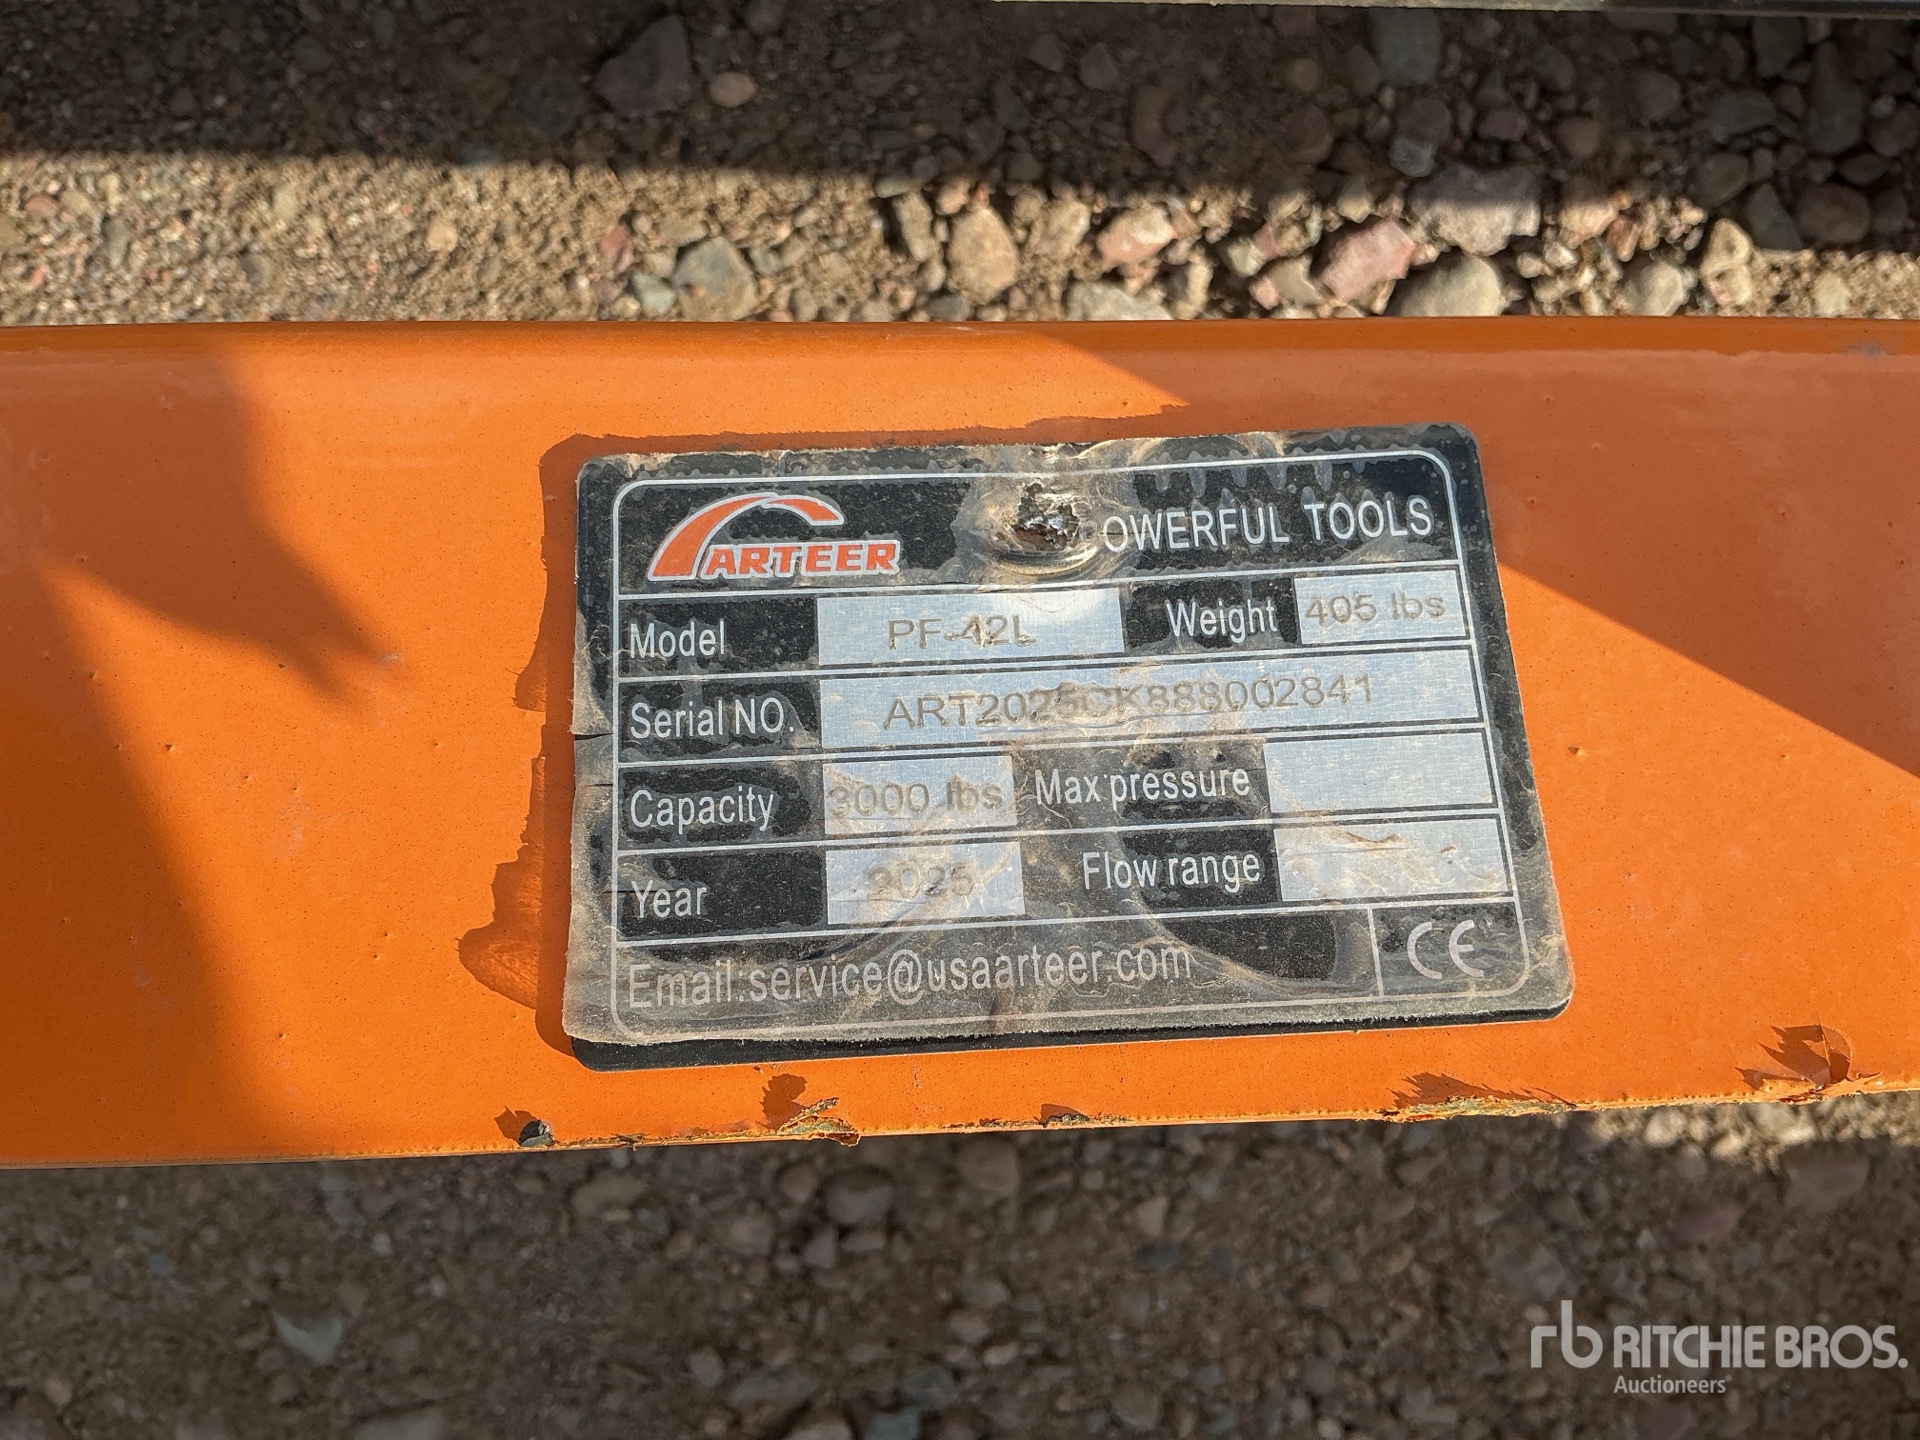 ARTEER OWERFUL TOOLS
Model PF-42L Weight 405 lbs
Serial NO. ART2025CK888002841
Capacity 3000 lbs Max pressure
Year 2025 Flow range
Email:service@usaarteer.com CE
rb RITCHIE BROS.
Auctioneers